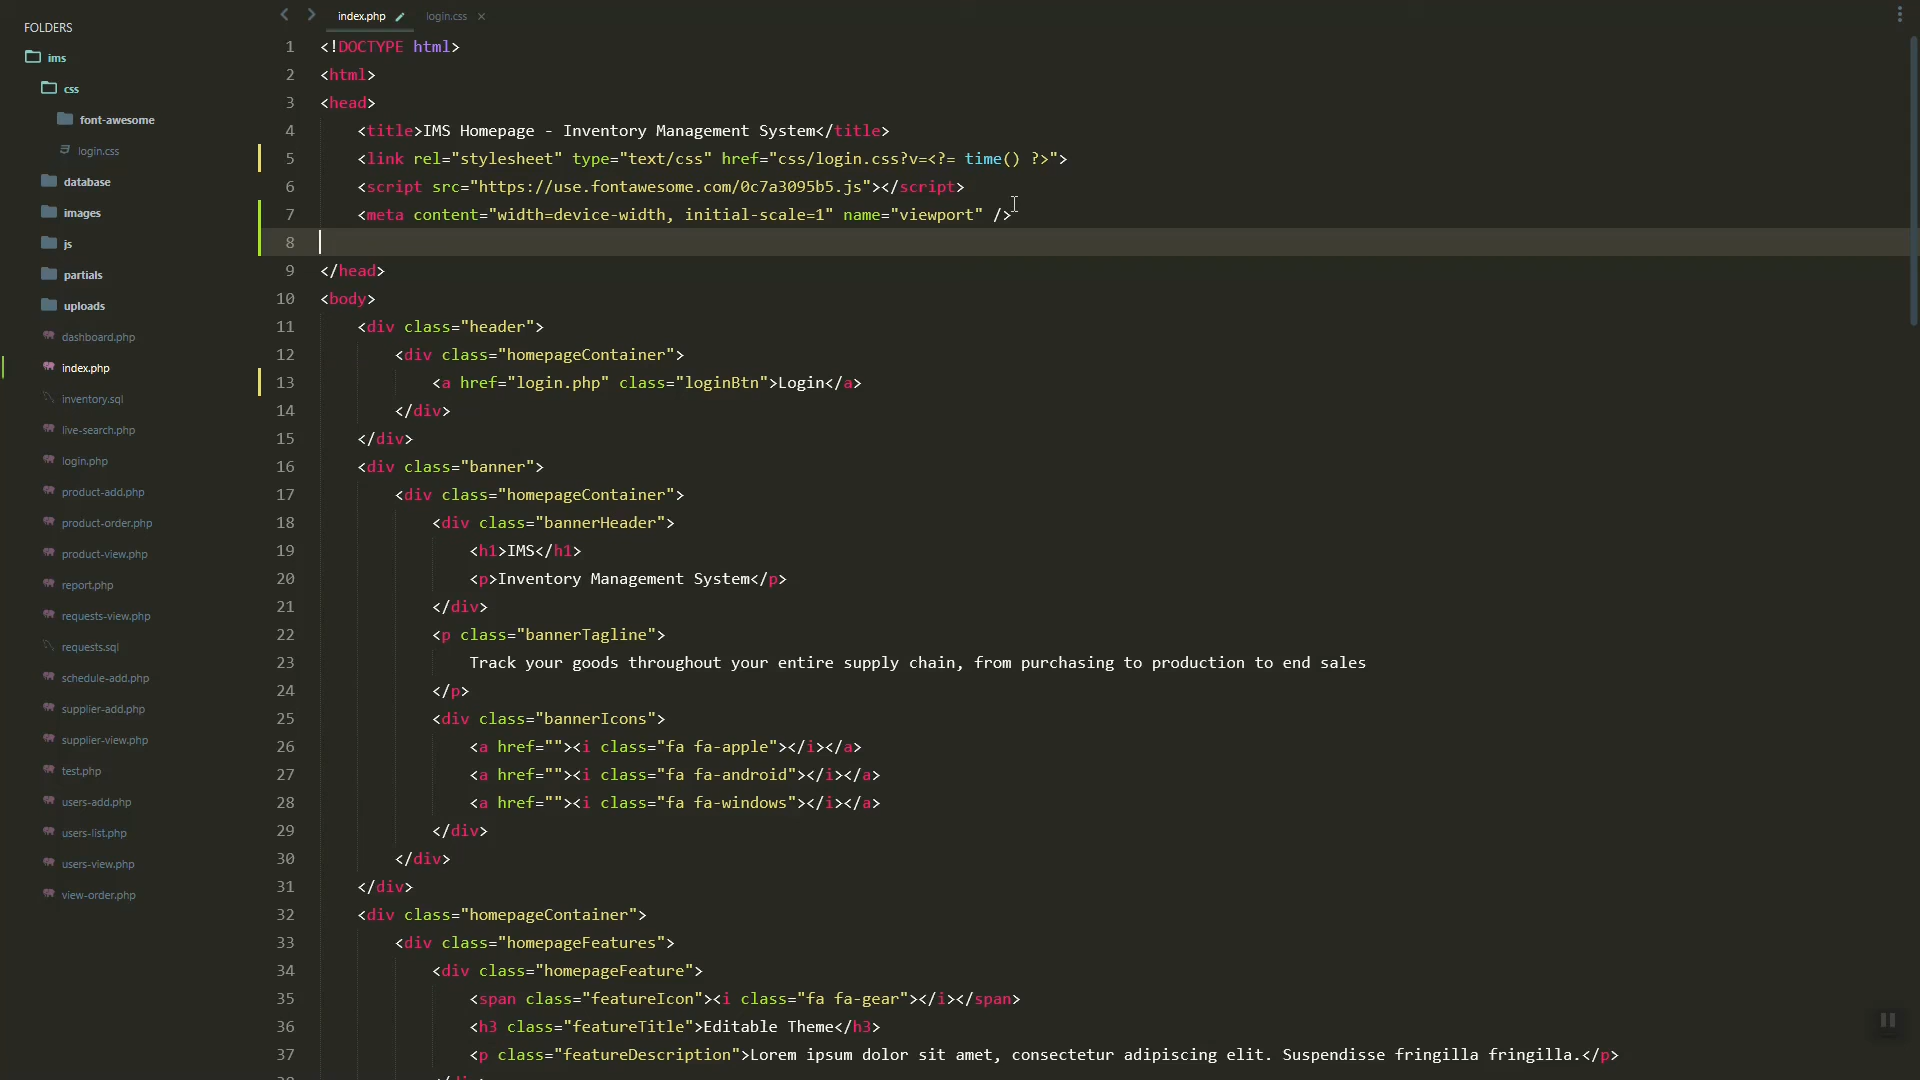 FOLDERS
ims
css
font-awesome
login.css
database
images
js
partials
uploads
dashboard.php
index.php
inventory.sql
live-search.php
login.php
product-add.php
product-order.php
product-view.php
report.php
requests-view.php
requests.sql
schedule-add.php
supplier-add.php
supplier-view.php
test.php
users-add.php
users-list.php
users-view.php
view-order.php
index.php login.css
1 <!DOCTYPE html>
2 <html>
3 <head>
4 <title>IMS Homepage - Inventory Management System</title>
5 <link rel="stylesheet" type="text/css" href="css/login.css?v=<?= time() ?>">
6 <script src="https://use.fontawesome.com/0c7a3095b5.js"></script>
7 <meta content="width=device-width, initial-scale=1" name="viewport" />
8
9 </head>
10 <body>
11 <div class="header">
12 <div class="homepageContainer">
13 <a href="login.php" class="loginBtn">Login</a>
14 </div>
15 </div>
16 <div class="banner">
17 <div class="homepageContainer">
18 <div class="bannerHeader">
19 <h1>IMS</h1>
20 <p>Inventory Management System</p>
21 </div>
22 <p class="bannerTagline">
23 Track your goods throughout your entire supply chain, from purchasing to production to end sales
24 </p>
25 <div class="bannerIcons">
26 <a href=""><i class="fa fa-apple"></i></a>
27 <a href=""><i class="fa fa-android"></i></a>
28 <a href=""><i class="fa fa-windows"></i></a>
29 </div>
30 </div>
31 </div>
32 <div class="homepageContainer">
33 <div class="homepageFeatures">
34 <div class="homepageFeature">
35 <span class="featureIcon"><i class="fa fa-gear"></i></span>
36 <h3 class="featureTitle">Editable Theme</h3>
37 <p class="featureDescription">Lorem ipsum dolor sit amet, consectetur adipiscing elit. Suspendisse fringilla fringilla.</p>